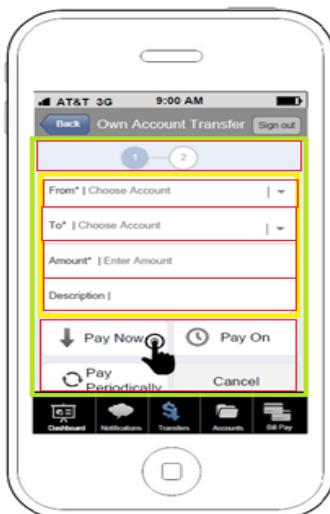 AT&T 3G 9:00 AM
Back Own Account Transfer Sign out
1 2
From* | Choose Account |
To* | Choose Account |
Amount* | Enter Amount
Description |
Pay Now Pay On
Pay
Periodically Cancel
Dashboard Notifications Transfers Accounts Bill Pay